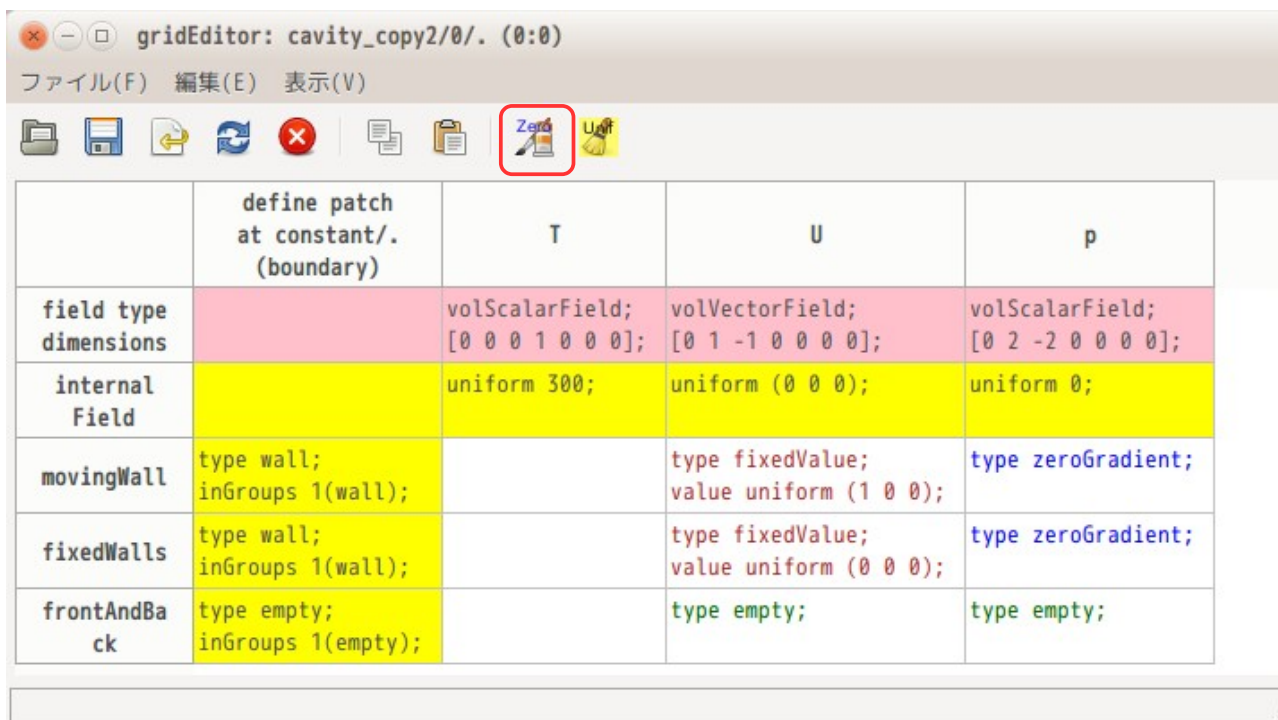 gridEditor: cavity_copy2/0/. (0:0)
ファイル(F) 編集(E) 表示(V)
Zero Unif
define patch
at constant/.
(boundary)
T
U
p
field type
dimensions
volScalarField;
[0 0 0 1 0 0 0];
volVectorField;
[0 1 -1 0 0 0 0];
volScalarField;
[0 2 -2 0 0 0 0];
internal
Field
uniform 300;
uniform (0 0 0);
uniform 0;
movingWall
type wall;
inGroups 1(wall);
type fixedValue;
value uniform (1 0 0);
type zeroGradient;
fixedWalls
type wall;
inGroups 1(wall);
type fixedValue;
value uniform (0 0 0);
type zeroGradient;
frontAndBa
ck
type empty;
inGroups 1(empty);
type empty;
type empty;